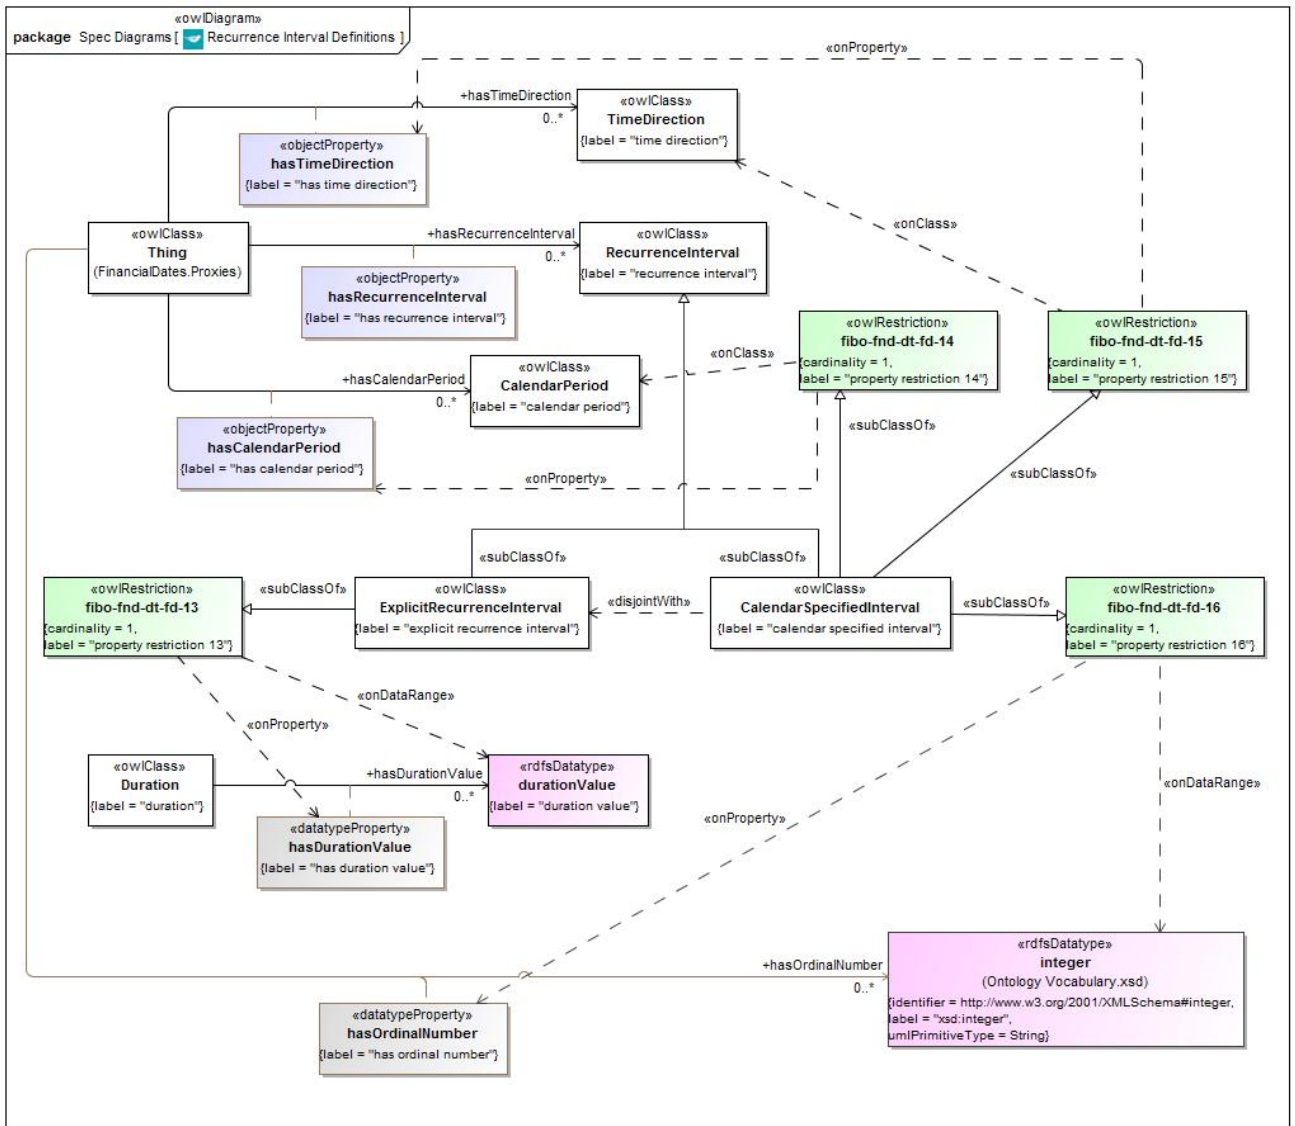 «owlDiagram»
package Spec Diagrams [ Recurrence Interval Definitions ]
«onProperty»
+hasTimeDirection
0..*
«owlClass»
TimeDirection
{label = "time direction"}
«objectProperty»
hasTimeDirection
{label = "has time direction"}
«onClass»
«owlClass»
Thing
(FinancialDates.Proxies)
+hasRecurrenceInterval
0..*
«owlClass»
RecurrenceInterval
{label = "recurrence interval"}
«objectProperty»
hasRecurrenceInterval
{label = "has recurrence interval"}
«owlRestriction»
fibo-fnd-dt-fd-14
{cardinality = 1,
label = "property restriction 14"}
«owlRestriction»
fibo-fnd-dt-fd-15
{cardinality = 1,
label = "property restriction 15"}
«onClass»
+hasCalendarPeriod
0..*
«owlClass»
CalendarPeriod
{label = "calendar period"}
«objectProperty»
hasCalendarPeriod
{label = "has calendar period"}
«subClassOf»
«onProperty»
«subClassOf»
«subClassOf»
«subClassOf»
«owlRestriction»
fibo-fnd-dt-fd-13
{cardinality = 1,
label = "property restriction 13"}
«subClassOf»
«owlClass»
ExplicitRecurrenceInterval
{label = "explicit recurrence interval"}
«disjointWith»
«owlClass»
CalendarSpecifiedInterval
{label = "calendar specified interval"}
«subClassOf»
«owlRestriction»
fibo-fnd-dt-fd-16
{cardinality = 1,
label = "property restriction 16"}
«onDataRange»
«onProperty»
«owlClass»
Duration
{label = "duration"}
+hasDurationValue
0..*
«rdfsDatatype»
durationValue
{label = "duration value"}
«onDataRange»
«onProperty»
«datatypeProperty»
hasDurationValue
{label = "has duration value"}
+hasOrdinalNumber
0..*
«rdfsDatatype»
integer
(Ontology Vocabulary.xsd)
{identifier = http://www.w3.org/2001/XMLSchema#integer,
label = "xsd:integer",
umlPrimitiveType = String}
«datatypeProperty»
hasOrdinalNumber
{label = "has ordinal number"}